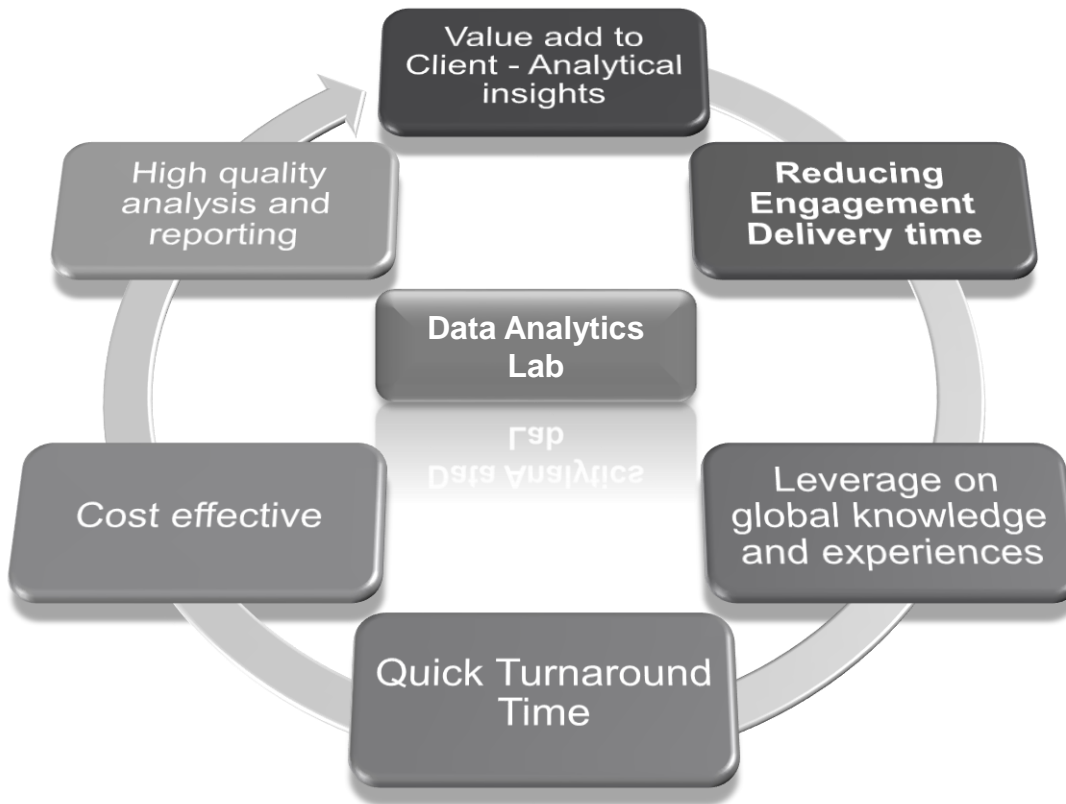 Value add to
Client - Analytical
insights
Reducing
Engagement
Delivery time
High quality
analysis and
reporting
Data Analytics
Lab
Leverage on
global knowledge
and experiences
Cost effective
Quick Turnaround
Time